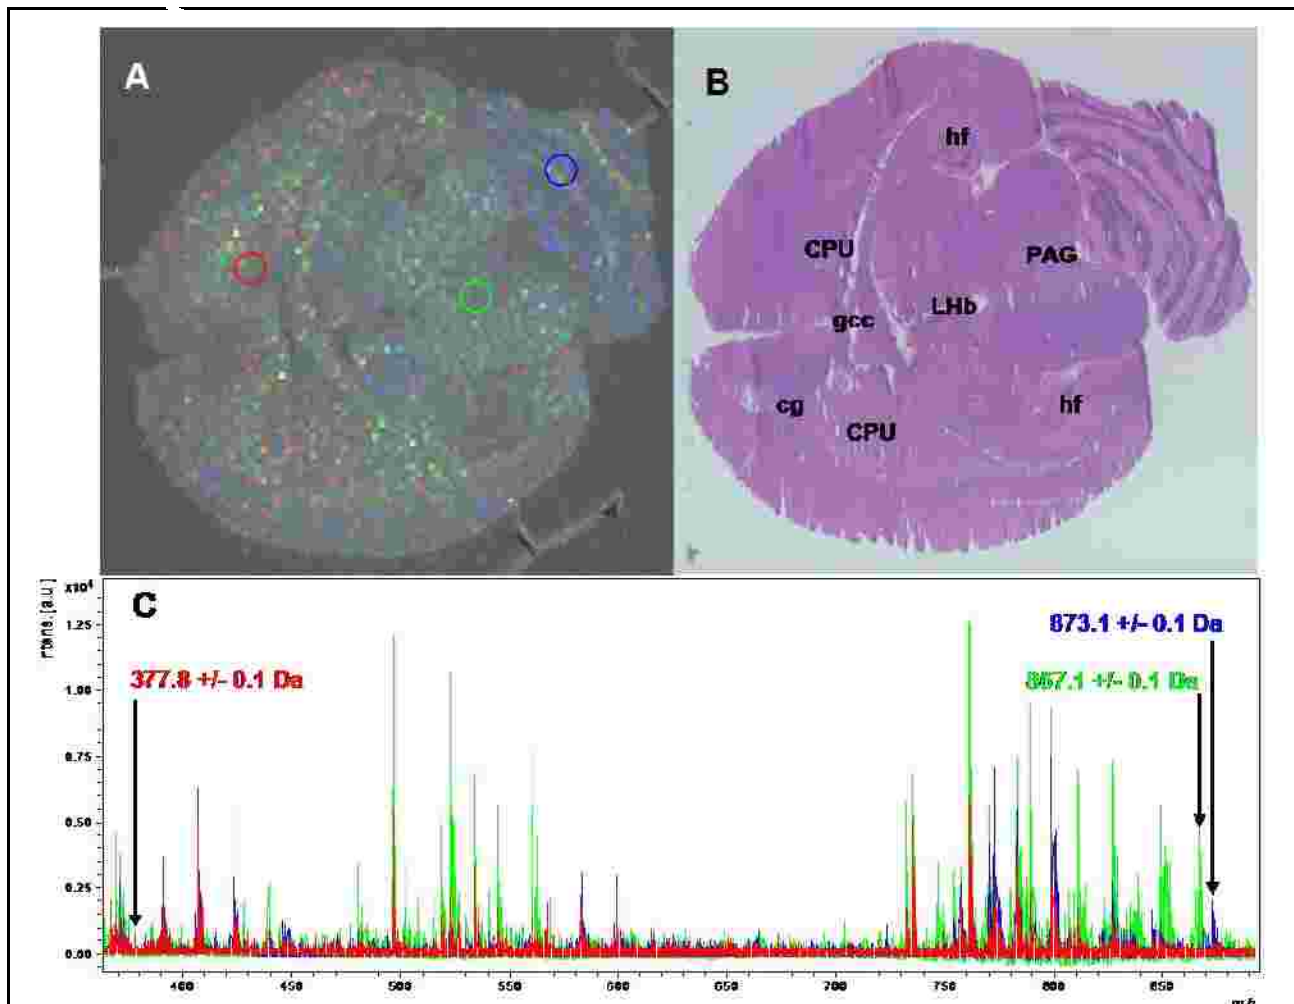 A
B
hf
CPU
PAG
LHb
gcc
cg
hf
CPU
C
x10⁴
873.1 +/- 0.1 Da
377.8 +/- 0.1 Da
867.1 +/- 0.1 Da
1.25
1.00
0.75
0.50
0.25
0.00
400 450 500 550 600 650 700 750 800 850